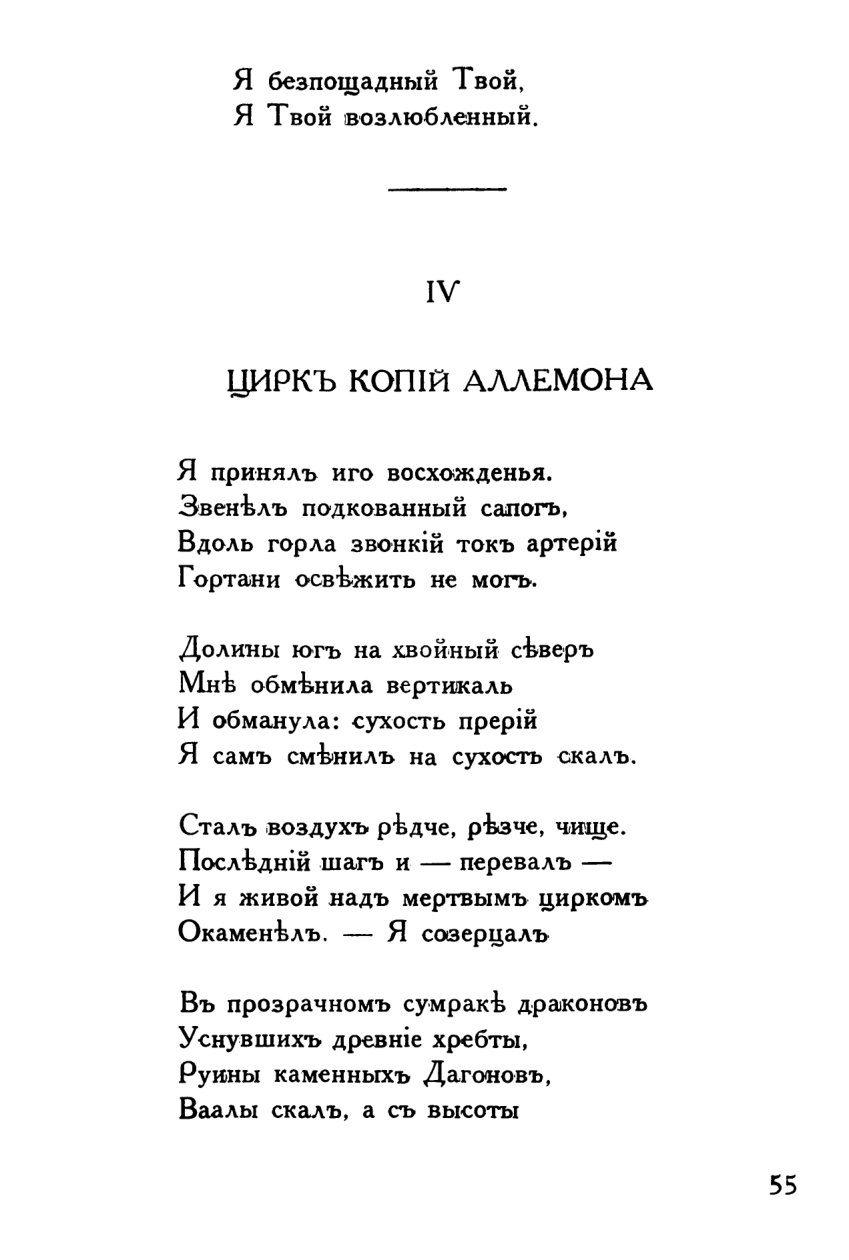 Я безпощадный Твой,
Я Твой возлюбленный.
IV
ЦИРКЪ КОПІЙ АЛЛЕМОНА
Я принялъ иго восхожденья.
Звенѣлъ подкованный сапогъ,
Вдоль горла звонкій токъ артерій
Гортани освѣжить не могъ.
Долины югъ на хвойный сѣверъ
Мнѣ обмѣнила вертикаль
И обманула: сухость прерій
Я самъ смѣнилъ на сухость скалъ.
Сталъ воздухъ рѣдче, рѣзче, чище.
Послѣдній шагъ и — перевалъ —
И я живой надъ мертвымъ циркомъ
Окаменѣлъ. — Я созерцалъ
Въ прозрачномъ сумракѣ драконовъ
Уснувшихъ древніе хребты,
Руины каменныхъ Дагоновъ,
Ваалы скалъ, а съ высоты
55